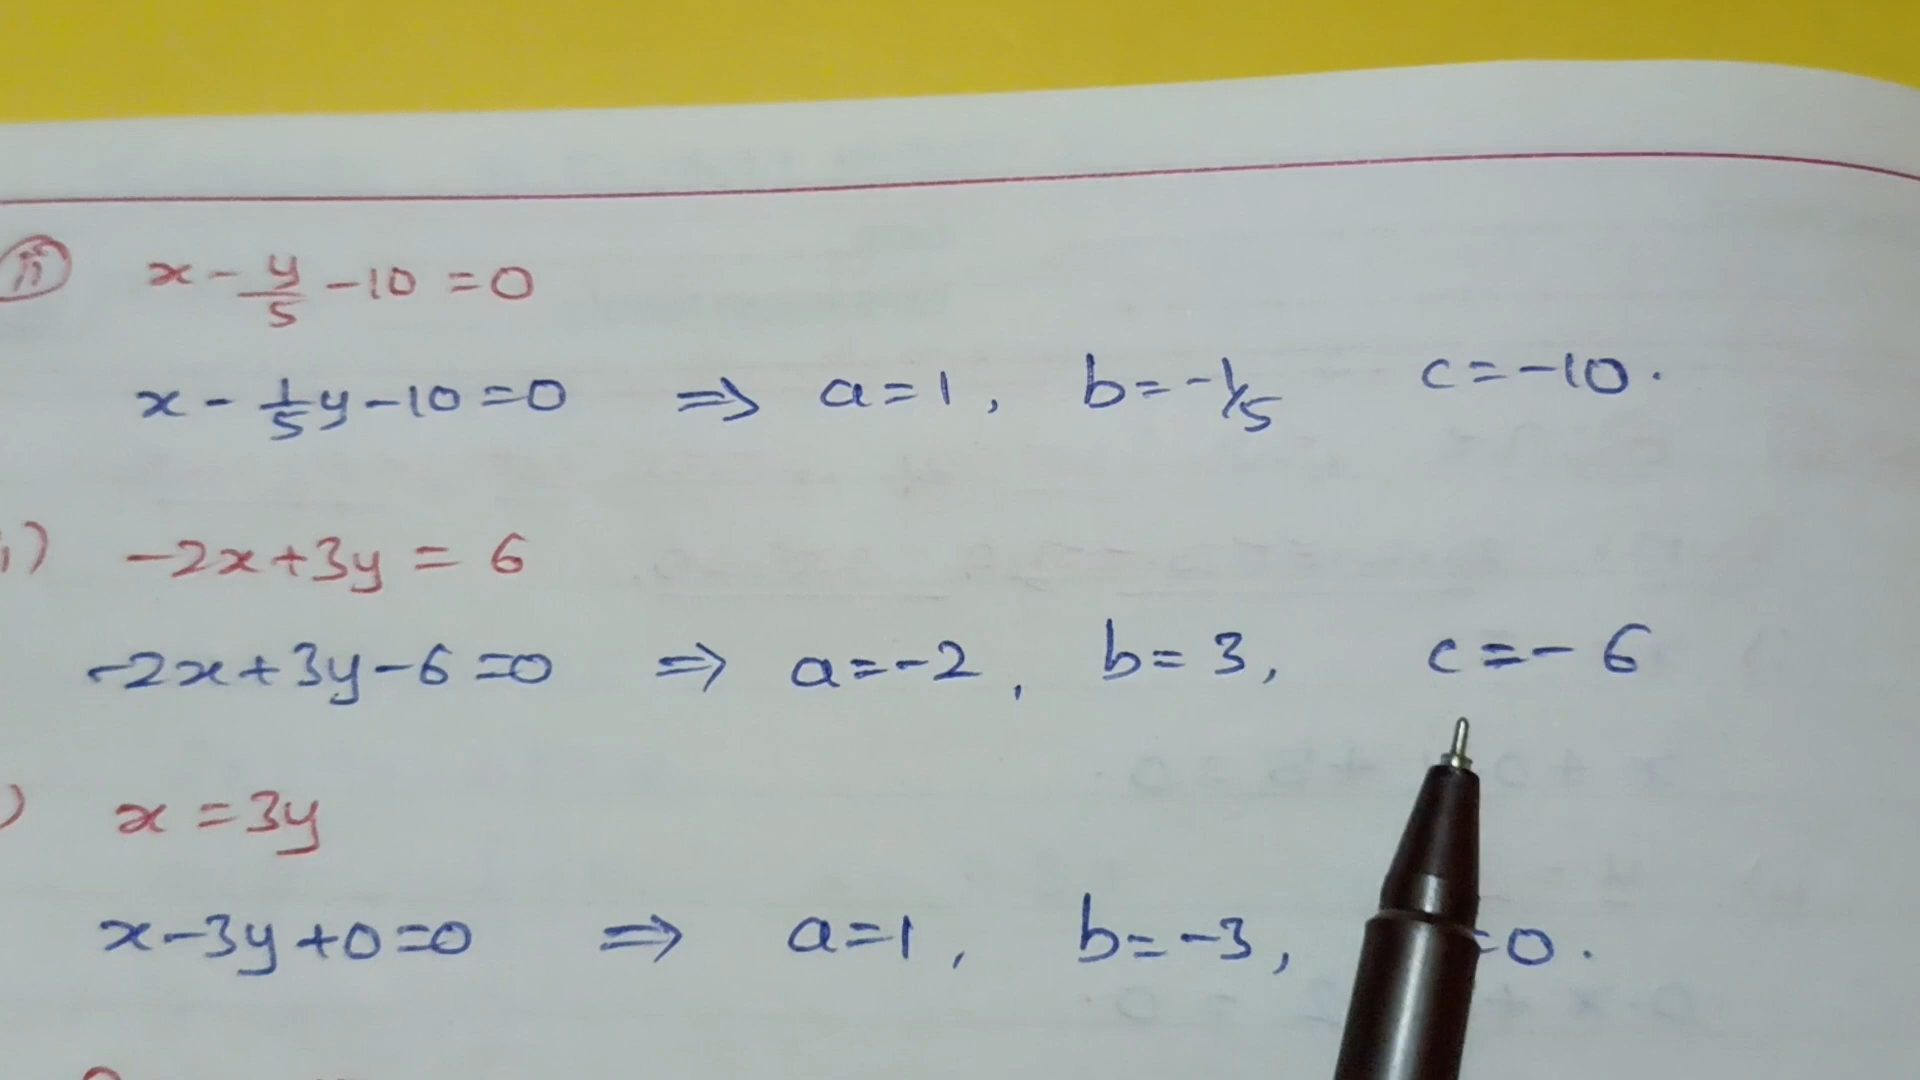 ii x - y/5 - 10 = 0
x - 1/5 y - 10 = 0 ⇒ a = 1, b = -1/5 c = -10.
) -2x + 3y = 6
-2x + 3y - 6 = 0 ⇒ a = -2, b = 3, c = - 6
) x = 3y
x - 3y + 0 = 0 ⇒ a = 1, b = -3, = 0.